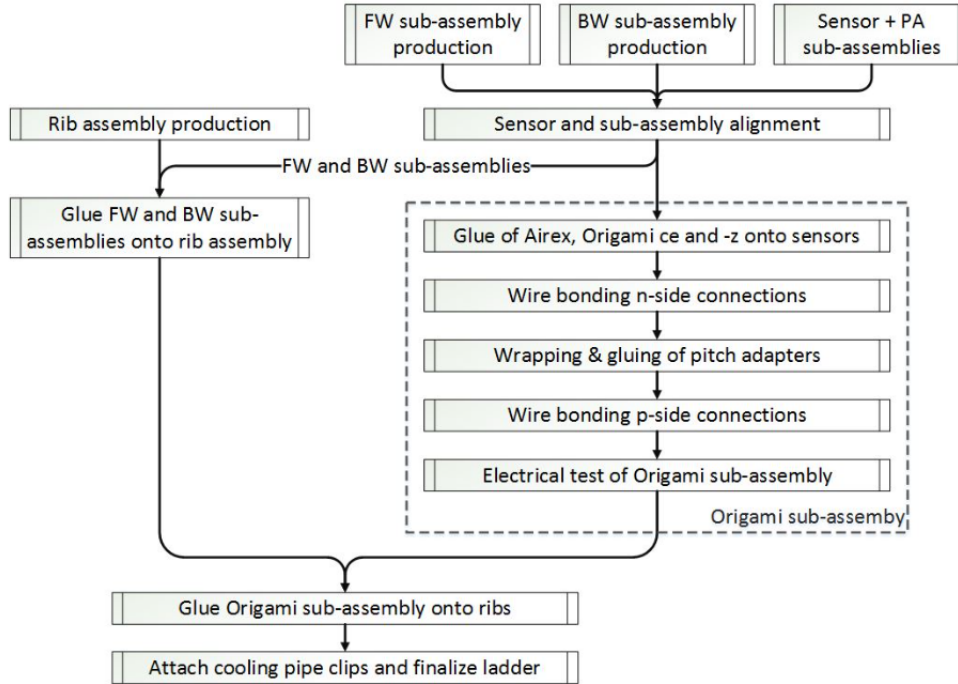 FW sub-assembly
production
BW sub-assembly
production
Sensor + PA
sub-assemblies
Rib assembly production
Sensor and sub-assembly alignment
FW and BW sub-assemblies
Glue FW and BW sub-
assemblies onto rib assembly
Glue of Airex, Origami ce and -z onto sensors
Wire bonding n-side connections
Wrapping & gluing of pitch adapters
Wire bonding p-side connections
Electrical test of Origami sub-assembly
Origami sub-assemby
Glue Origami sub-assembly onto ribs
Attach cooling pipe clips and finalize ladder